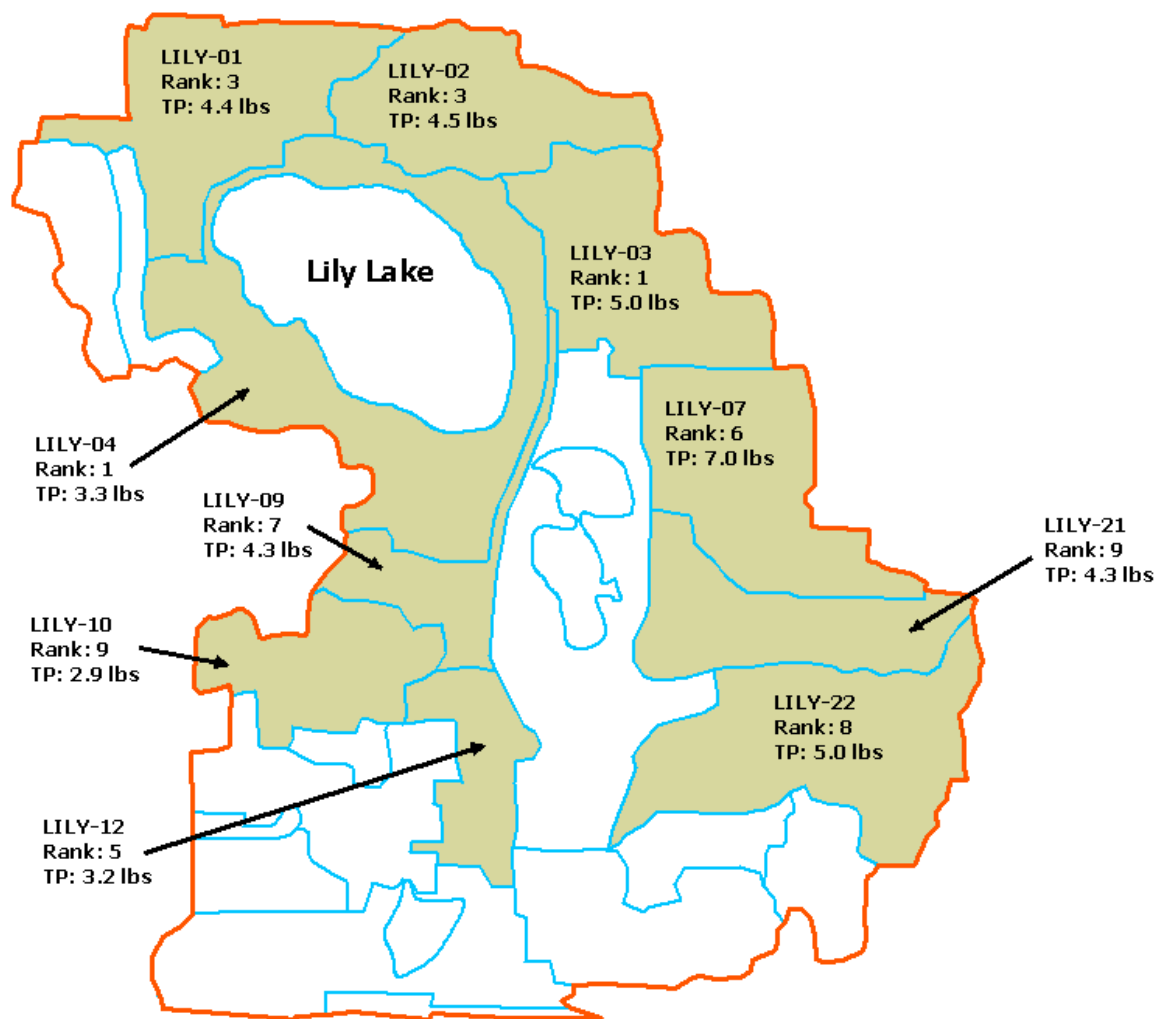 LILY-01
Rank: 3
TP: 4.4 lbs
LILY-02
Rank: 3
TP: 4.5 lbs
Lily Lake
LILY-03
Rank: 1
TP: 5.0 lbs
LILY-04
Rank: 1
TP: 3.3 lbs
LILY-07
Rank: 6
TP: 7.0 lbs
LILY-09
Rank: 7
TP: 4.3 lbs
LILY-21
Rank: 9
TP: 4.3 lbs
LILY-10
Rank: 9
TP: 2.9 lbs
LILY-22
Rank: 8
TP: 5.0 lbs
LILY-12
Rank: 5
TP: 3.2 lbs